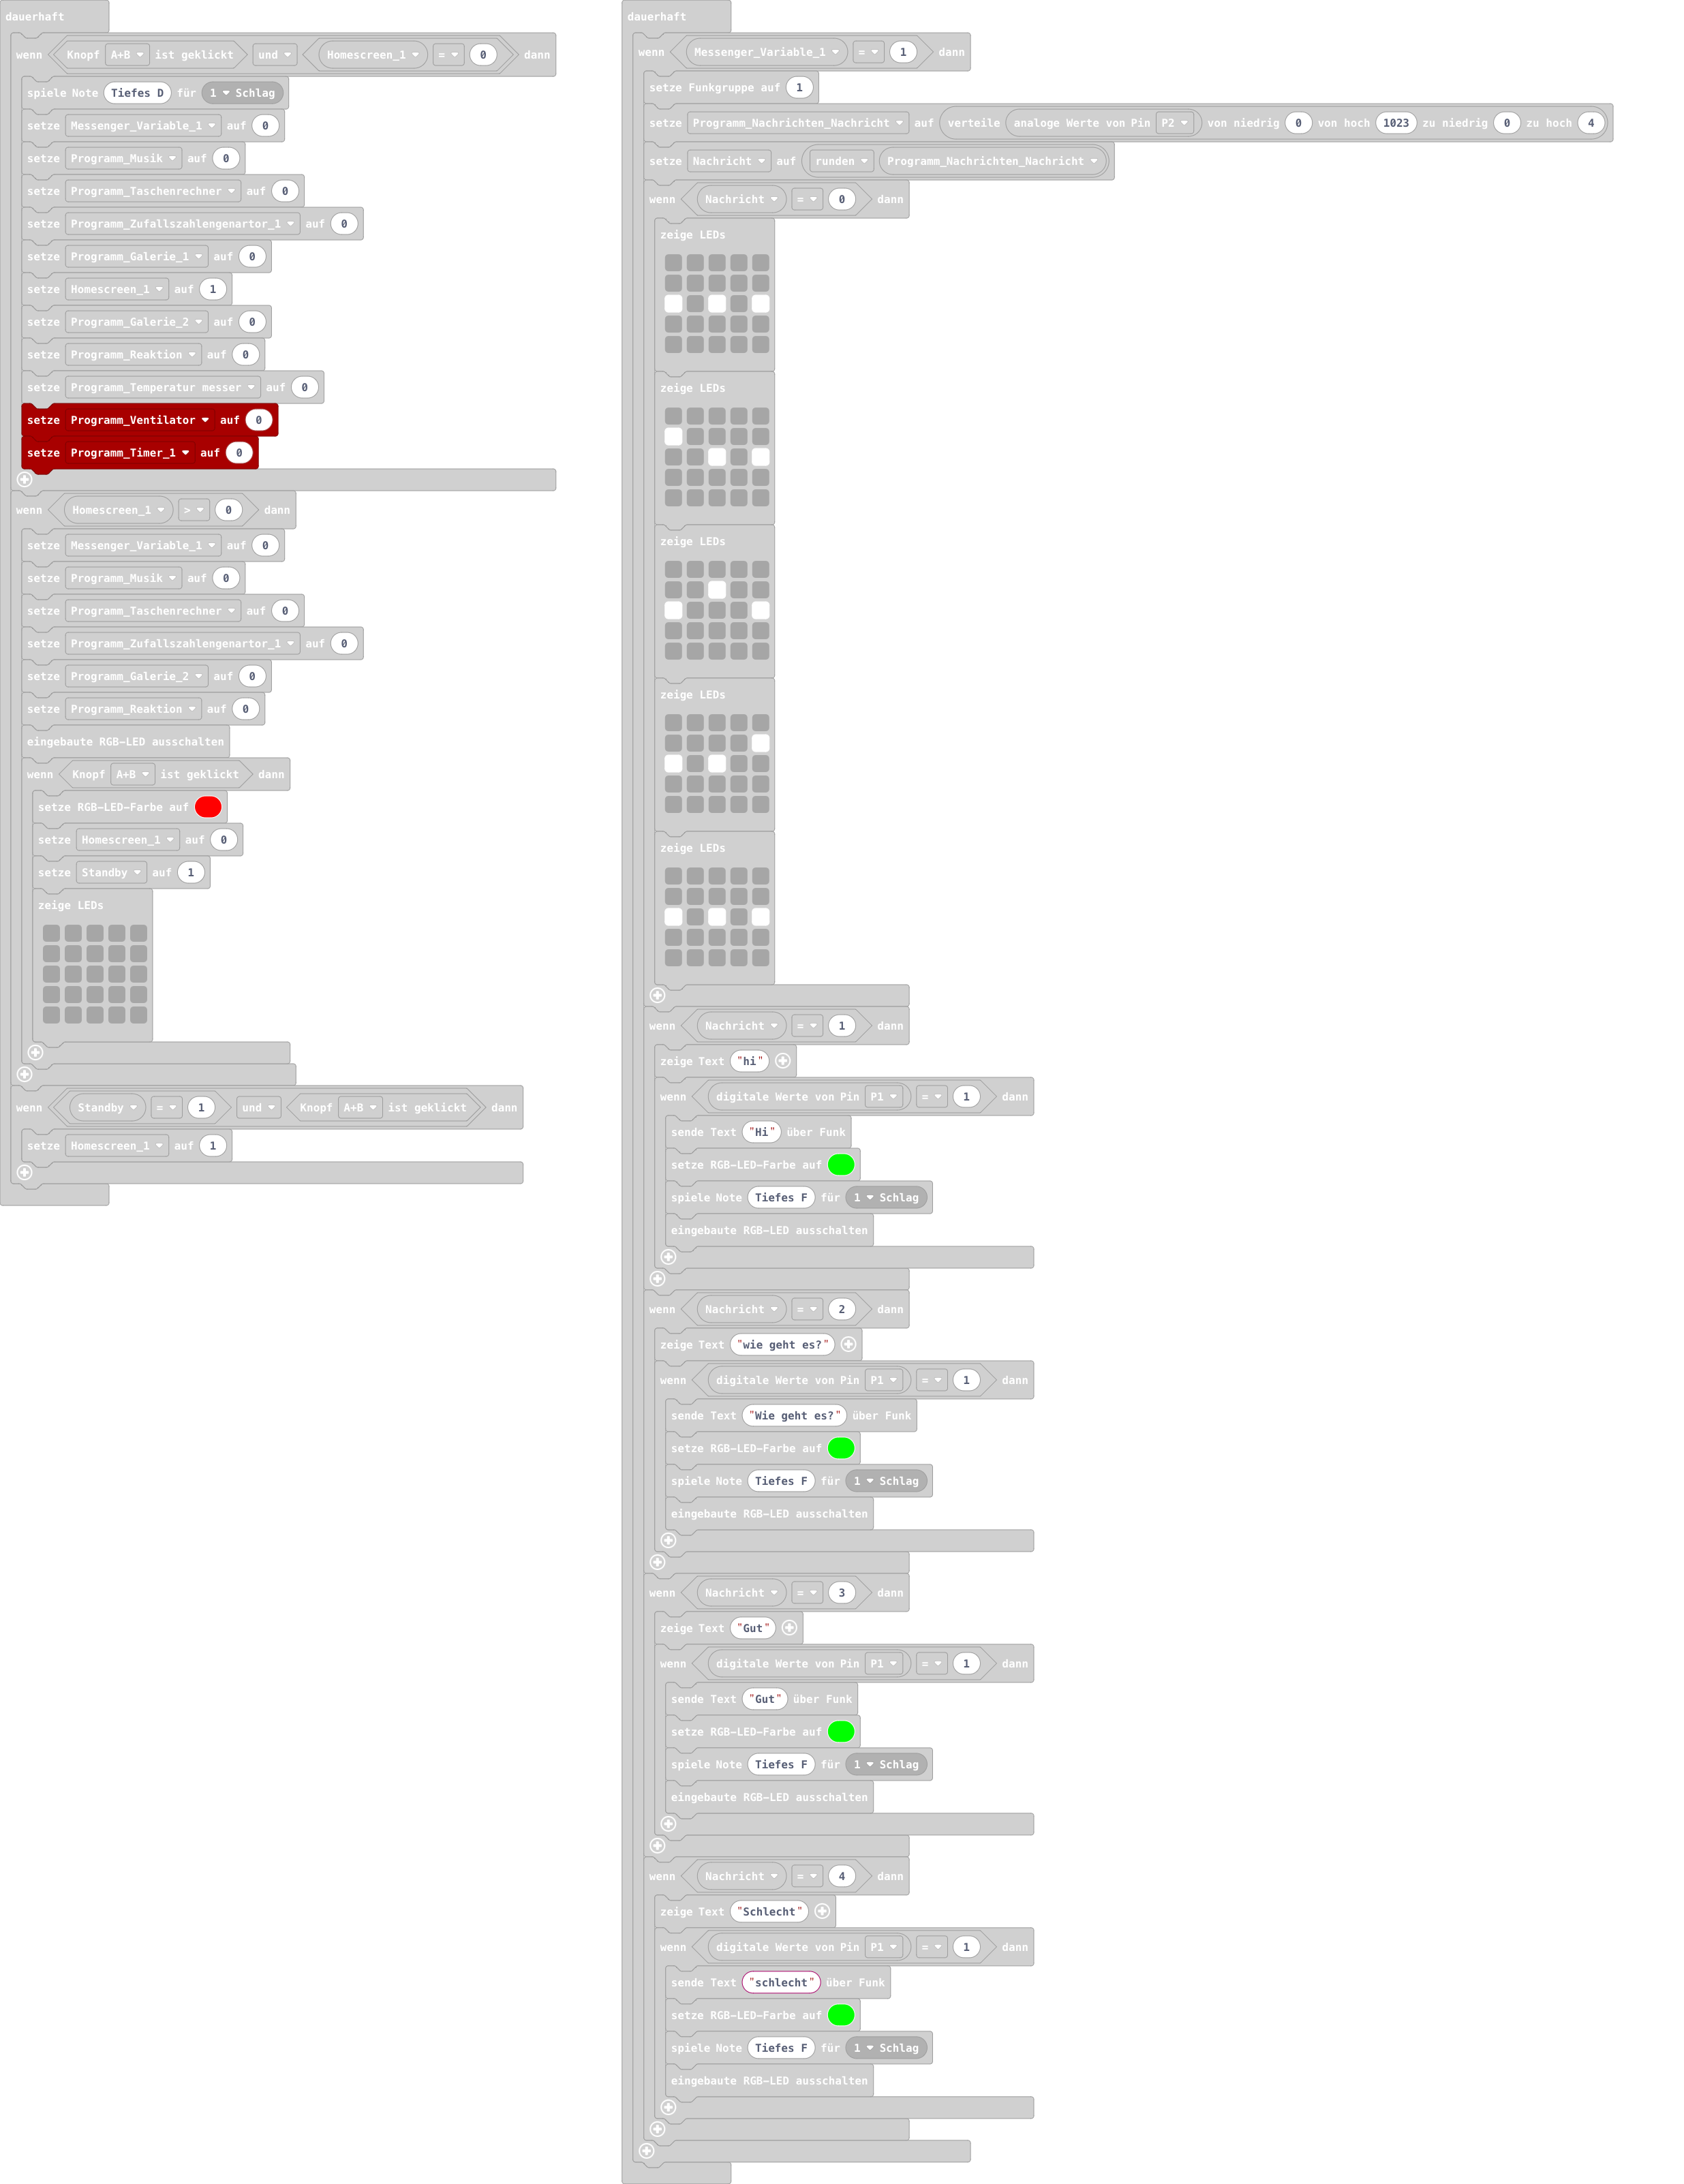 dauerhaft
wenn Knopf A+B ist geklickt und Homescreen_1 = 0 dann
spiele Note Tiefes D für 1 Schlag
setze Messenger_Variable_1 auf 0
setze Programm_Musik auf 0
setze Programm_Taschenrechner auf 0
setze Programm_Zufallszahlengenartor_1 auf 0
setze Programm_Galerie_1 auf 0
setze Homescreen_1 auf 1
setze Programm_Galerie_2 auf 0
setze Programm_Reaktion auf 0
setze Programm_Temperatur messer auf 0
setze Programm_Ventilator auf 0
setze Programm_Timer_1 auf 0
wenn Homescreen_1 > 0 dann
setze Messenger_Variable_1 auf 0
setze Programm_Musik auf 0
setze Programm_Taschenrechner auf 0
setze Programm_Zufallszahlengenartor_1 auf 0
setze Programm_Galerie_2 auf 0
setze Programm_Reaktion auf 0
eingebaute RGB-LED ausschalten
wenn Knopf A+B ist geklickt dann
setze RGB-LED-Farbe auf
setze Homescreen_1 auf 0
setze Standby auf 1
zeige LEDs
wenn Standby = 1 und Knopf A+B ist geklickt dann
setze Homescreen_1 auf 1
dauerhaft
wenn Messenger_Variable_1 = 1 dann
setze Funkgruppe auf 1
setze Programm_Nachrichten_Nachricht auf verteile analoge Werte von Pin P2 von niedrig 0 von hoch 1023 zu niedrig 0 zu hoch 4
setze Nachricht auf runden Programm_Nachrichten_Nachricht
wenn Nachricht = 0 dann
zeige LEDs
zeige LEDs
zeige LEDs
zeige LEDs
zeige LEDs
wenn Nachricht = 1 dann
zeige Text "hi"
wenn digitale Werte von Pin P1 = 1 dann
sende Text "Hi" über Funk
setze RGB-LED-Farbe auf
spiele Note Tiefes F für 1 Schlag
eingebaute RGB-LED ausschalten
wenn Nachricht = 2 dann
zeige Text "wie geht es?"
wenn digitale Werte von Pin P1 = 1 dann
sende Text "Wie geht es?" über Funk
setze RGB-LED-Farbe auf
spiele Note Tiefes F für 1 Schlag
eingebaute RGB-LED ausschalten
wenn Nachricht = 3 dann
zeige Text "Gut"
wenn digitale Werte von Pin P1 = 1 dann
sende Text "Gut" über Funk
setze RGB-LED-Farbe auf
spiele Note Tiefes F für 1 Schlag
eingebaute RGB-LED ausschalten
wenn Nachricht = 4 dann
zeige Text "Schlecht"
wenn digitale Werte von Pin P1 = 1 dann
sende Text "schlecht" über Funk
setze RGB-LED-Farbe auf
spiele Note Tiefes F für 1 Schlag
eingebaute RGB-LED ausschalten